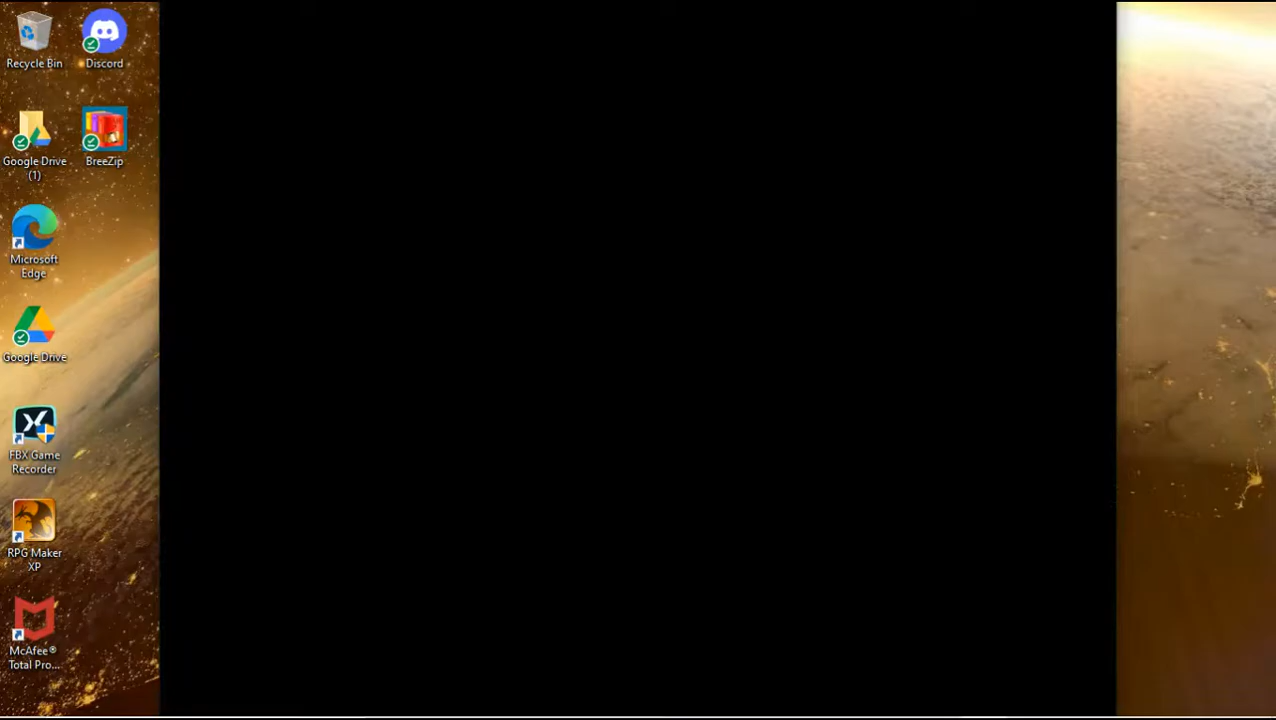 Recycle Bin
Discord
Google Drive
(1)
BreeZip
Microsoft
Edge
Google Drive
FBX Game
Recorder
RPG Maker
XP
McAfee®
Total Pro...